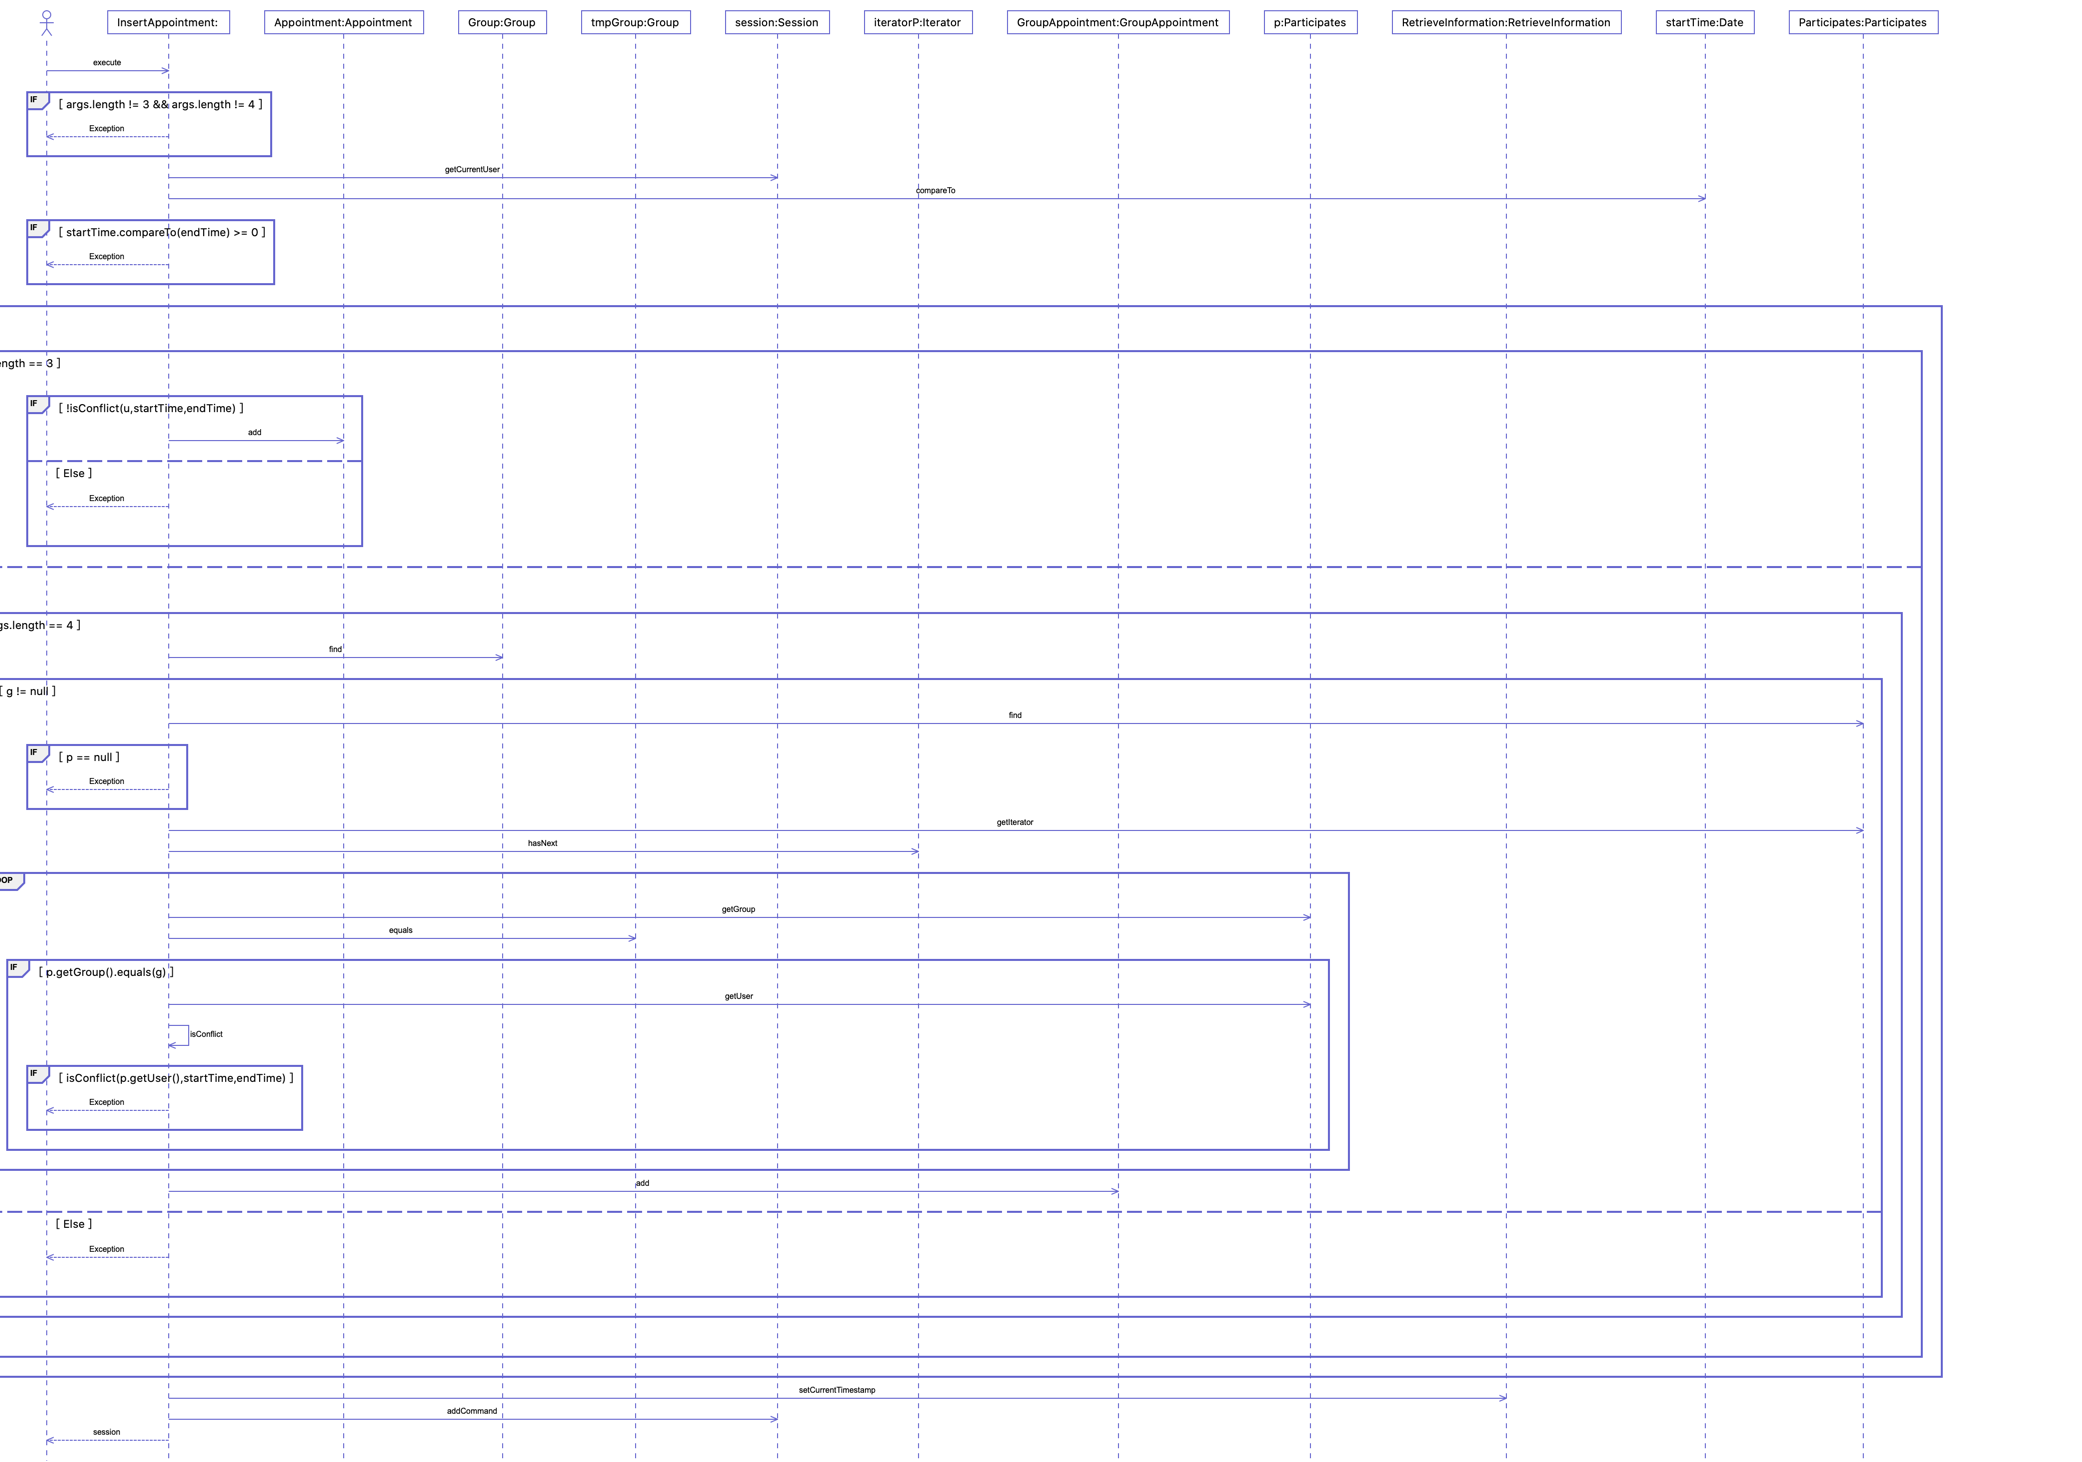 InsertAppointment:
Appointment:Appointment
Group:Group
tmpGroup:Group
session:Session
iteratorP:Iterator
GroupAppointment:GroupAppointment
p:Participates
RetrieveInformation:RetrieveInformation
startTime:Date
Participates:Participates
execute
IF
[ args.length != 3 && args.length != 4 ]
Exception
getCurrentUser
compareTo
IF
[ startTime.compareTo(endTime) >= 0 ]
Exception
ength == 3 ]
IF
[ !isConflict(u,startTime,endTime) ]
add
[ Else ]
Exception
gs.length == 4 ]
find
[ g != null ]
find
IF
[ p == null ]
Exception
getIterator
hasNext
OOP
getGroup
equals
IF
[ p.getGroup().equals(g) ]
getUser
isConflict
IF
[ isConflict(p.getUser(),startTime,endTime) ]
Exception
add
[ Else ]
Exception
setCurrentTimestamp
addCommand
session